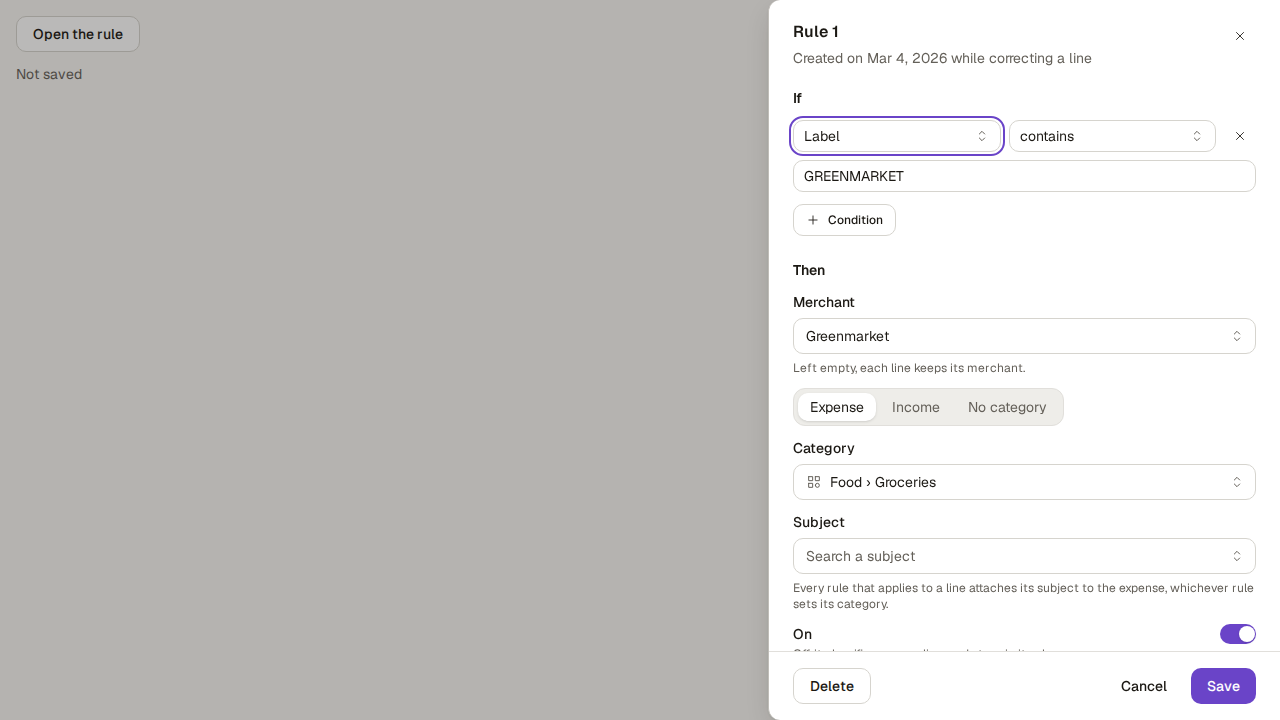 Open the rule
Not saved
Rule 1
Created on Mar 4, 2026 while correcting a line
If
Label
contains
GREENMARKET
Condition
Then
Merchant
Greenmarket
Left empty, each line keeps its merchant.
Expense Income No category
Category
Food › Groceries
Subject
Search a subject
Every rule that applies to a line attaches its subject to the expense, whichever rule
sets its category.
On
Delete
Cancel
Save